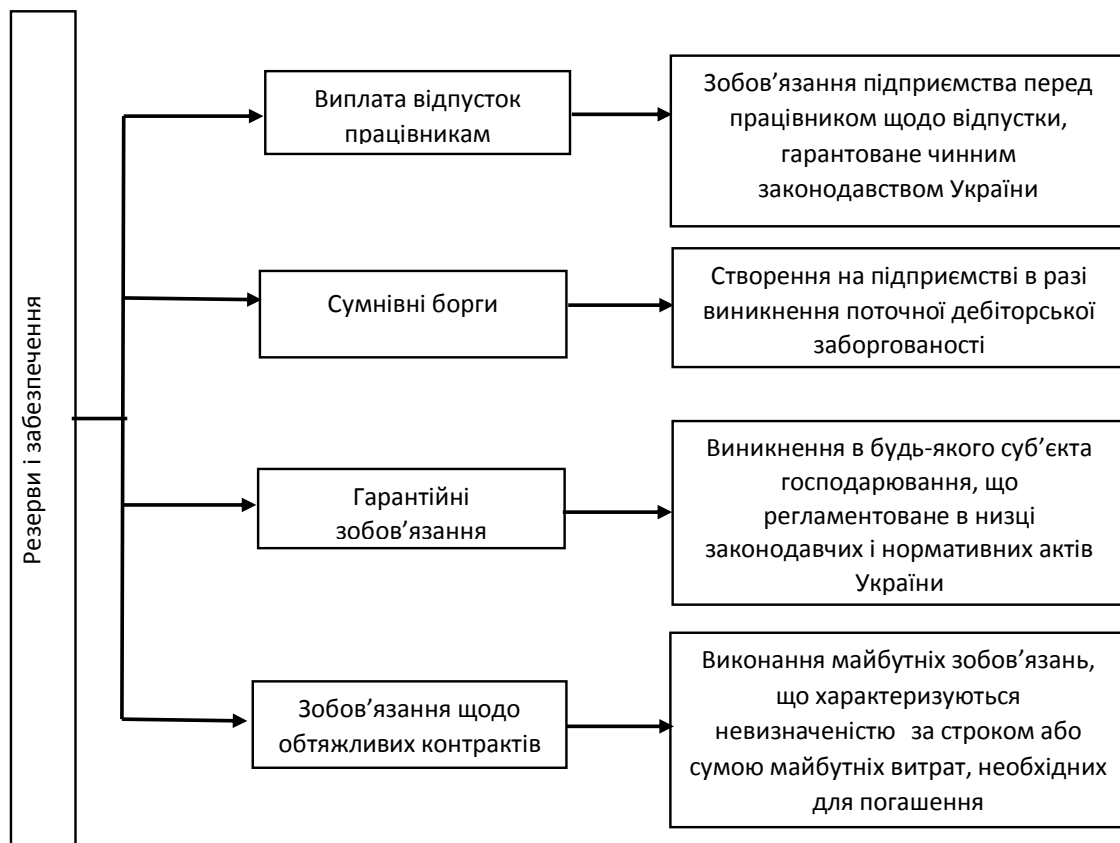 Резерви і забезпечення
Виплата відпусток
працівникам
Зобов’язання підприємства перед
працівником щодо відпустки,
гарантоване чинним
законодавством України
Сумнівні борги
Створення на підприємстві в разі
виникнення поточної дебіторської
заборгованості
Гарантійні
зобов’язання
Виникнення в будь-якого суб’єкта
господарювання, що
регламентоване в низці
законодавчих і нормативних актів
України
Зобов’язання щодо
обтяжливих контрактів
Виконання майбутніх зобов’язань,
що характеризуються
невизначеністю за строком або
сумою майбутніх витрат, необхідних
для погашення